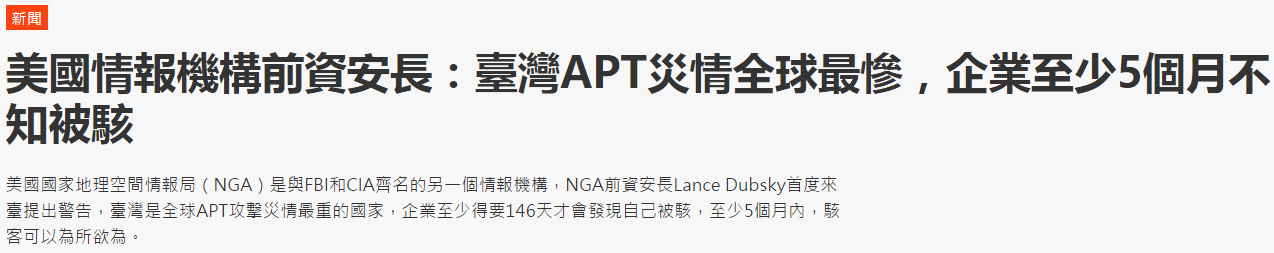 新聞
美國情報機構前資安長：臺灣APT災情全球最慘，企業至少5個月不
知被駭
美國國家地理空間情報局（NGA）是與FBI和CIA齊名的另一個情報機構，NGA前資安長Lance Dubsky首度來
臺提出警告，臺灣是全球APT攻擊災情最重的國家，企業至少得要146天才會發現自己被駭，至少5個月內，駭
客可以為所欲為。